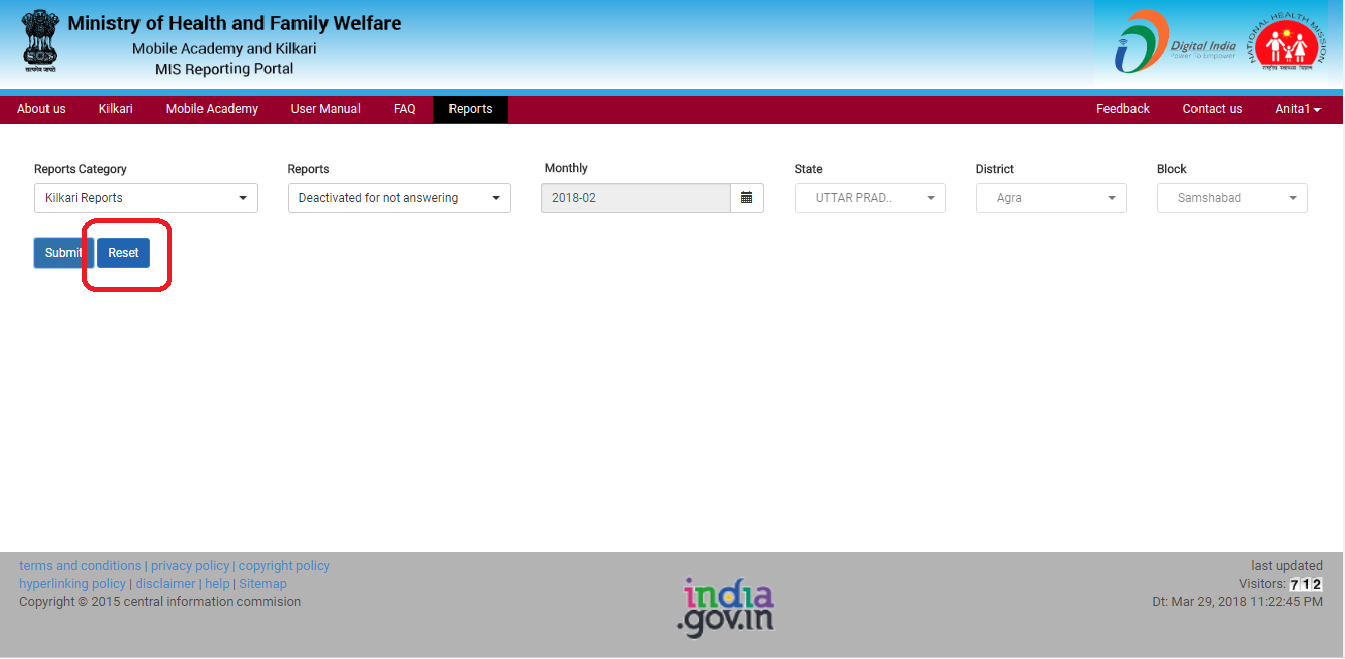 Ministry of Health and Family Welfare
Mobile Academy and Kilkari
MIS Reporting Portal
सत्यमेव जयते
Digital India
Power To Empower
NATIONAL HEALTH MISSION
राष्ट्रीय स्वास्थ्य मिशन
About us Kilkari Mobile Academy User Manual FAQ Reports Feedback Contact us Anita1
Reports Category Reports Monthly State District Block
Kilkari Reports Deactivated for not answering 2018-02 UTTAR PRAD.. Agra Samshabad
Submit Reset
terms and conditions | privacy policy | copyright policy
hyperlinking policy | disclaimer | help | Sitemap
Copyright © 2015 central information commision
india
.gov.in
last updated
Visitors: 712
Dt: Mar 29, 2018 11:22:45 PM